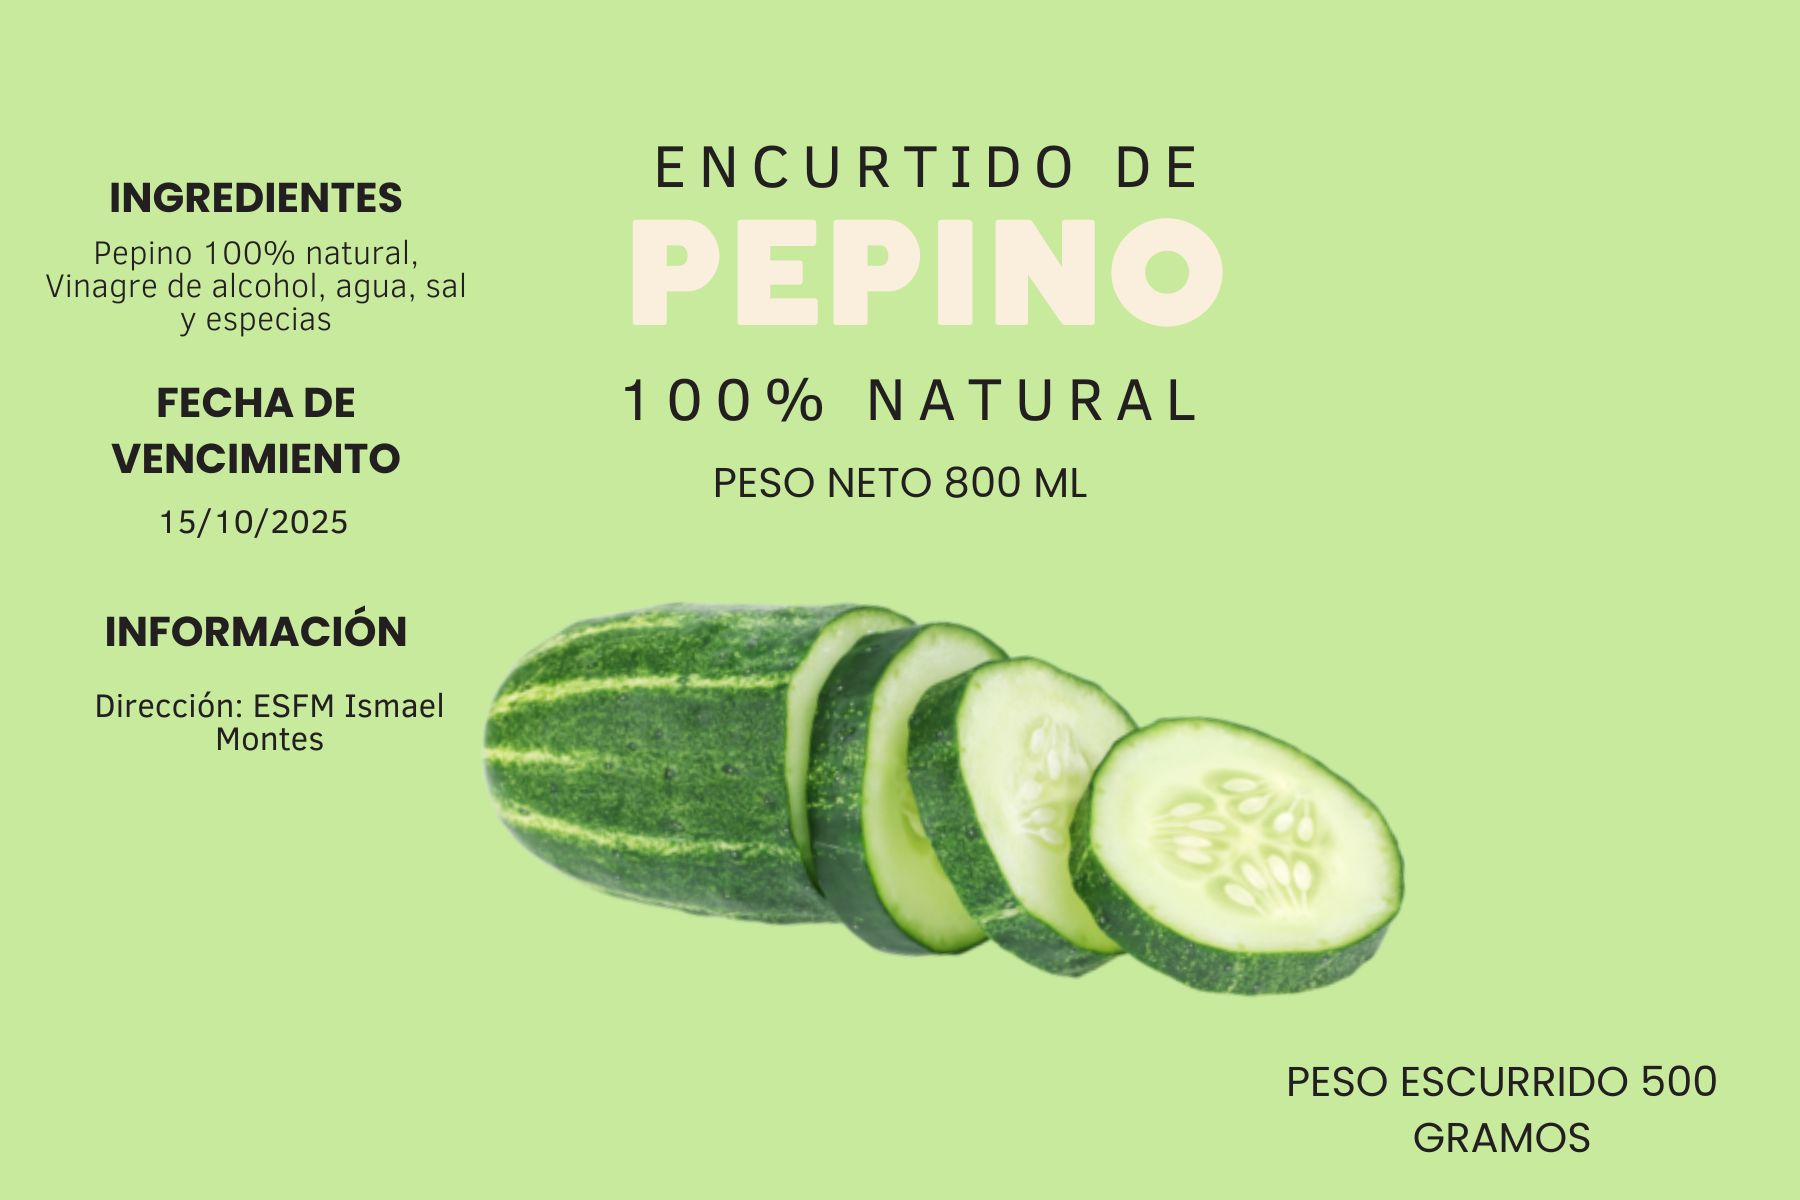 INGREDIENTES
Pepino 100% natural,
Vinagre de alcohol, agua, sal
y especias
FECHA DE
VENCIMIENTO
15/10/2025
INFORMACIÓN
Dirección: ESFM Ismael
Montes
ENCURTIDO DE
PEPINO
100% NATURAL
PESO NETO 800 ML
PESO ESCURRIDO 500
GRAMOS